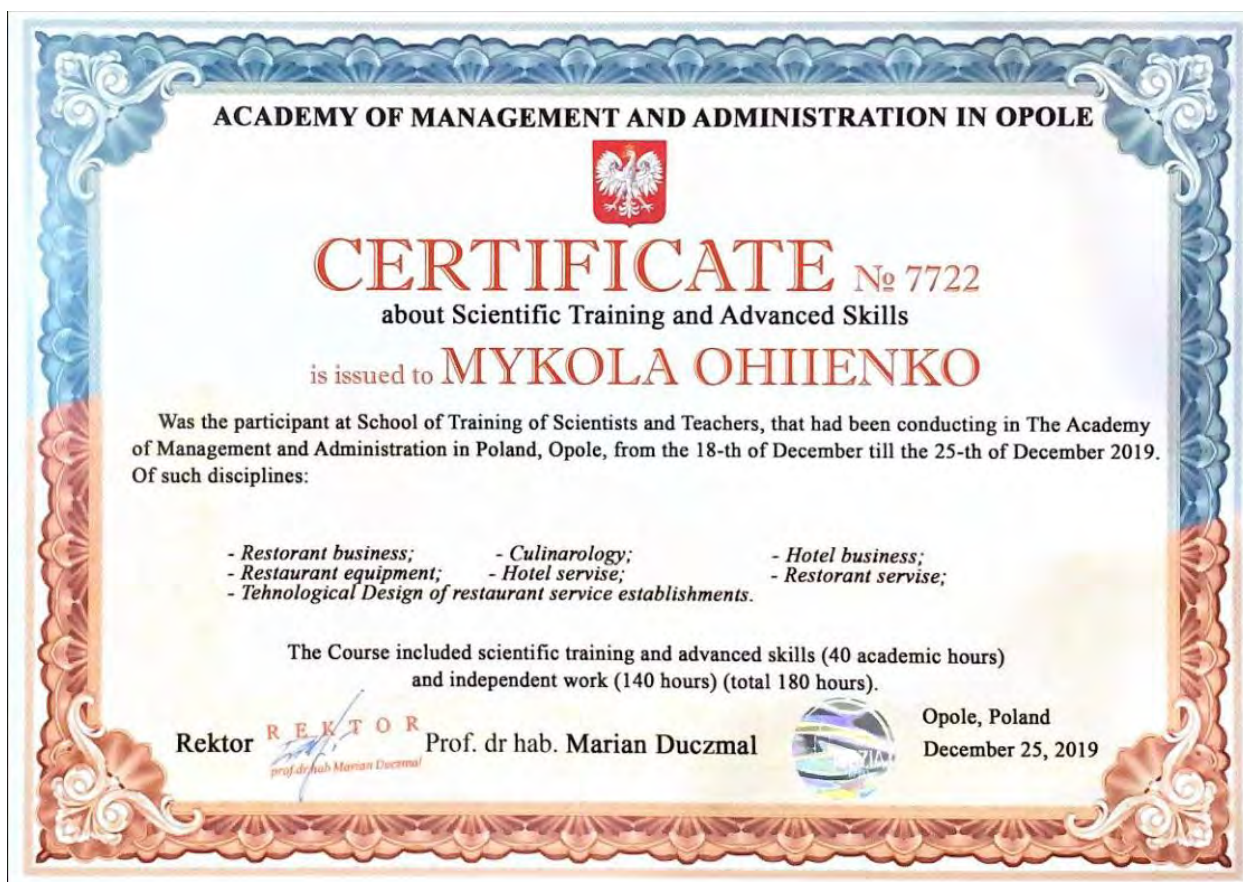 ACADEMY OF MANAGEMENT AND ADMINISTRATION IN OPOLE
CERTIFICATE № 7722
about Scientific Training and Advanced Skills
is issued to MYKOLA OHIIENKO
Was the participant at School of Training of Scientists and Teachers, that had been conducting in The Academy
of Management and Administration in Poland, Opole, from the 18-th of December till the 25-th of December 2019.
Of such disciplines:
- Restorant business; - Culinarology; - Hotel business;
- Restaurant equipment; - Hotel servise; - Restorant servise;
- Tehnological Design of restaurant service establishments.
The Course included scientific training and advanced skills (40 academic hours)
and independent work (140 hours) (total 180 hours).
Rektor REKTOR Prof. dr hab. Marian Duczmal
prof.dr hab Marian Duczmal
Opole, Poland
December 25, 2019